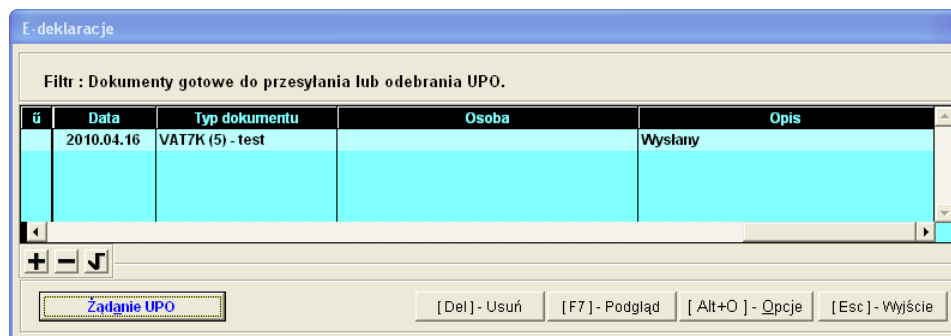 E-deklaracje
Filtr : Dokumenty gotowe do przesyłania lub odebrania UPO.
ű Data Typ dokumentu Osoba Opis
2010.04.16 VAT7K (5) - test Wysłany
Żądanie UPO [ Del ] - Usuń [ F7 ] - Podgląd [ Alt+O ] - Opcje [ Esc ] - Wyjście